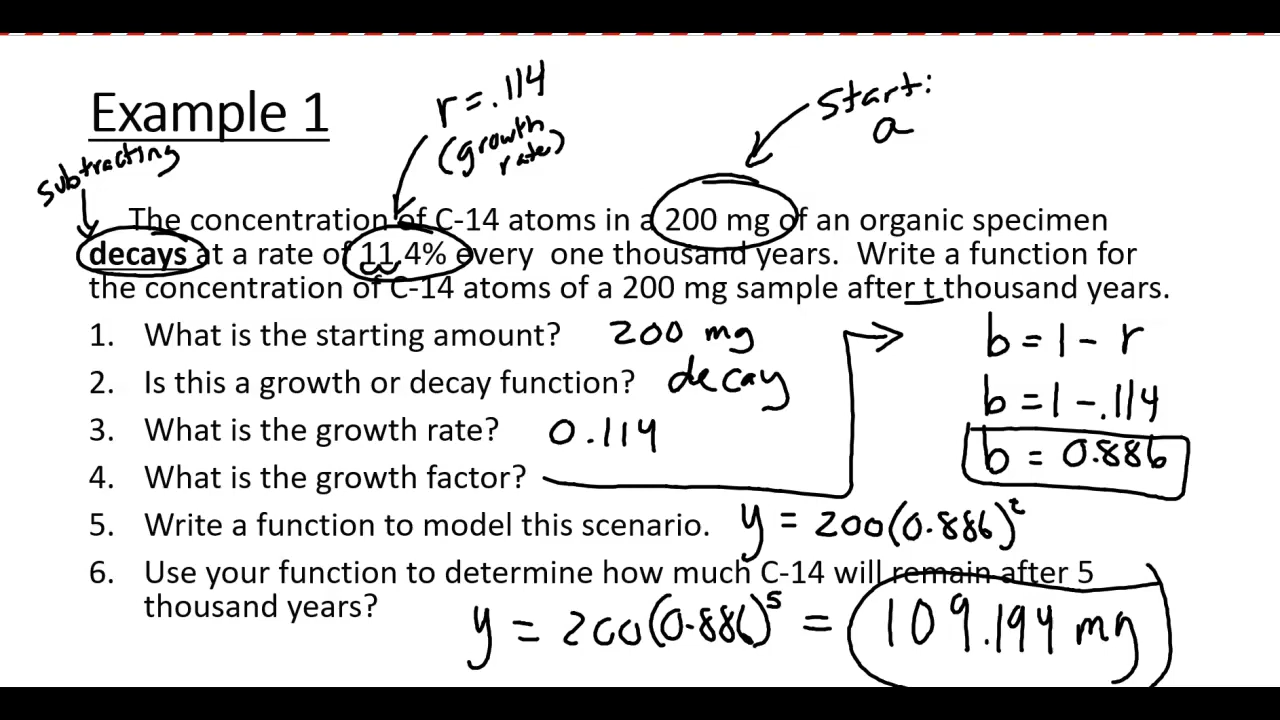 Example 1
r = .114
(growth
rate)
start:
a
subtracting
The concentration of C-14 atoms in a 200 mg of an organic specimen
decays at a rate of 11.4% every one thousand years. Write a function for
the concentration of C-14 atoms of a 200 mg sample after t thousand years.
1. What is the starting amount? 200 mg
2. Is this a growth or decay function? decay
3. What is the growth rate? 0.114
4. What is the growth factor?
b = 1 - r
b = 1 - .114
b = 0.886
5. Write a function to model this scenario. y = 200(0.886)^t
6. Use your function to determine how much C-14 will remain after 5
thousand years?
y = 200(0.886)^5 = 109.194 mg